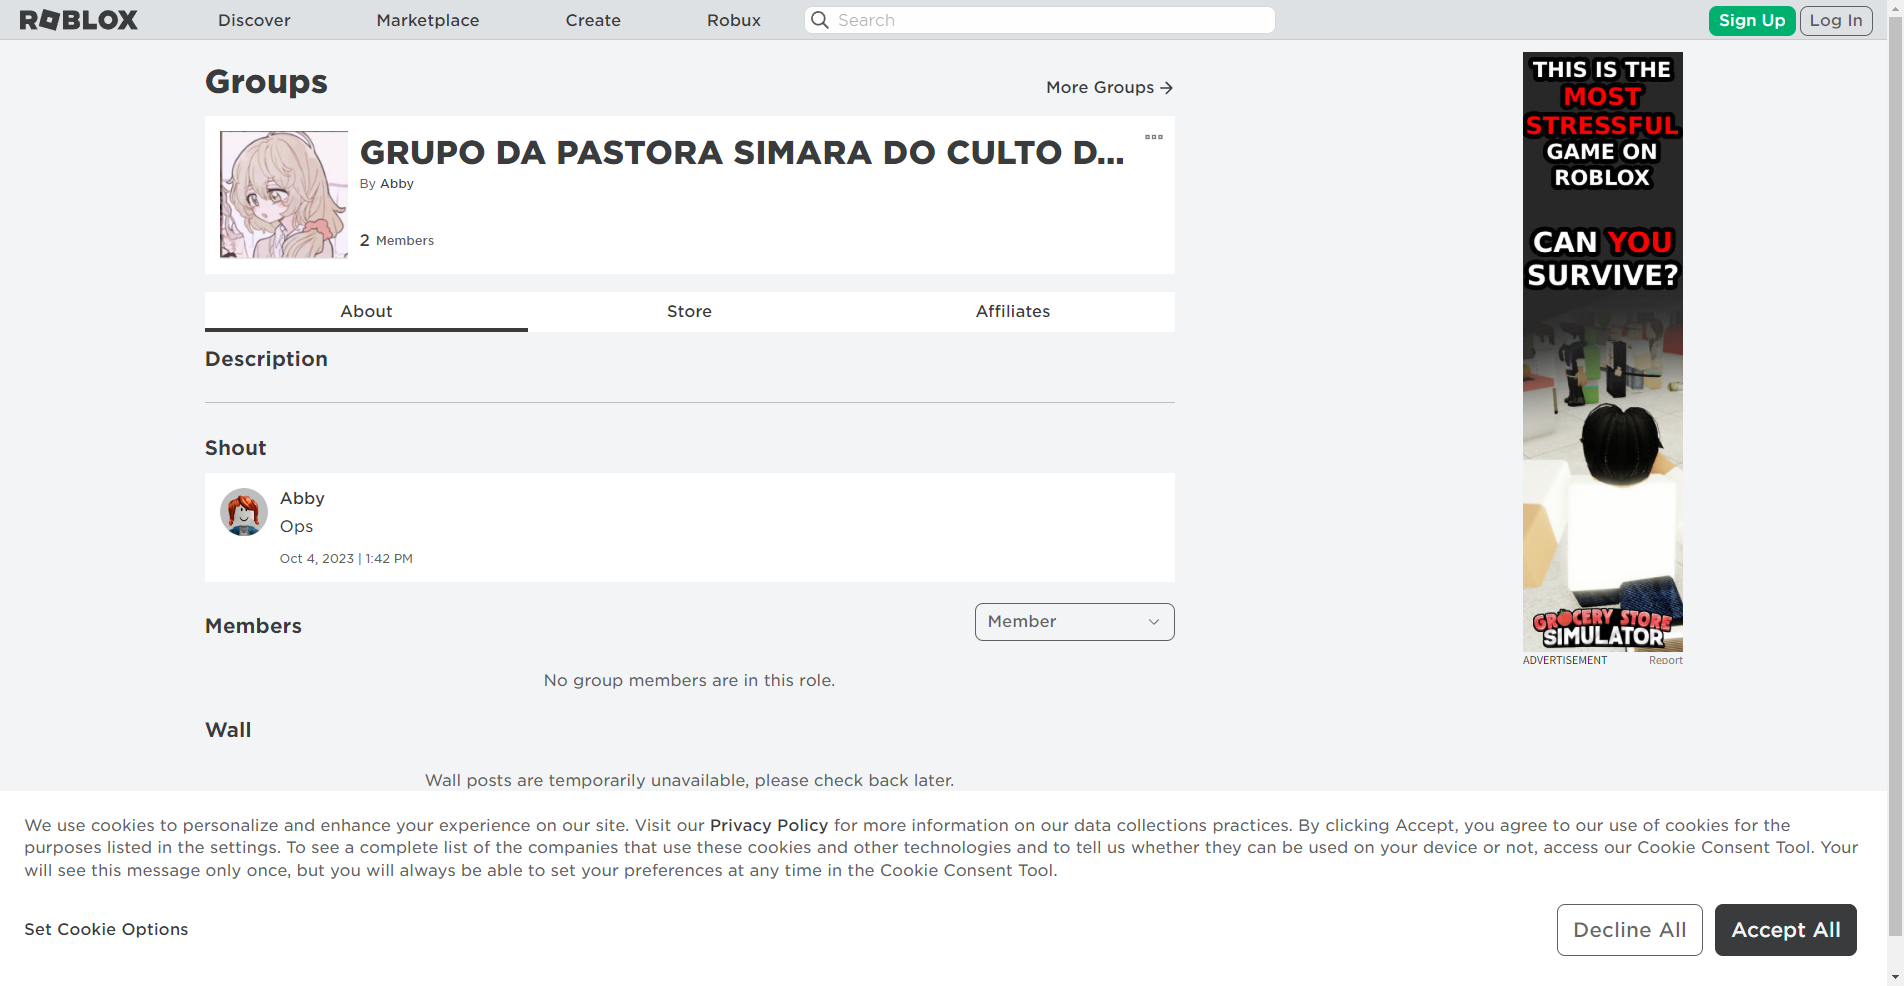 ROBLOX
Discover
Marketplace
Create
Robux
Search
Sign Up
Log In
Groups
More Groups
GRUPO DA PASTORA SIMARA DO CULTO D...
By Abby
2 Members
About
Store
Affiliates
Description
Shout
Abby
Ops
Oct 4, 2023 | 1:42 PM
Members
Member
No group members are in this role.
Wall
Wall posts are temporarily unavailable, please check back later.
THIS IS THE
MOST
STRESSFUL
GAME ON
ROBLOX
CAN YOU
SURVIVE?
GROCERY STORE
SIMULATOR
ADVERTISEMENT
Report
We use cookies to personalize and enhance your experience on our site. Visit our Privacy Policy for more information on our data collections practices. By clicking Accept, you agree to our use of cookies for the
purposes listed in the settings. To see a complete list of the companies that use these cookies and other technologies and to tell us whether they can be used on your device or not, access our Cookie Consent Tool. Your
will see this message only once, but you will always be able to set your preferences at any time in the Cookie Consent Tool.
Set Cookie Options
Decline All
Accept All